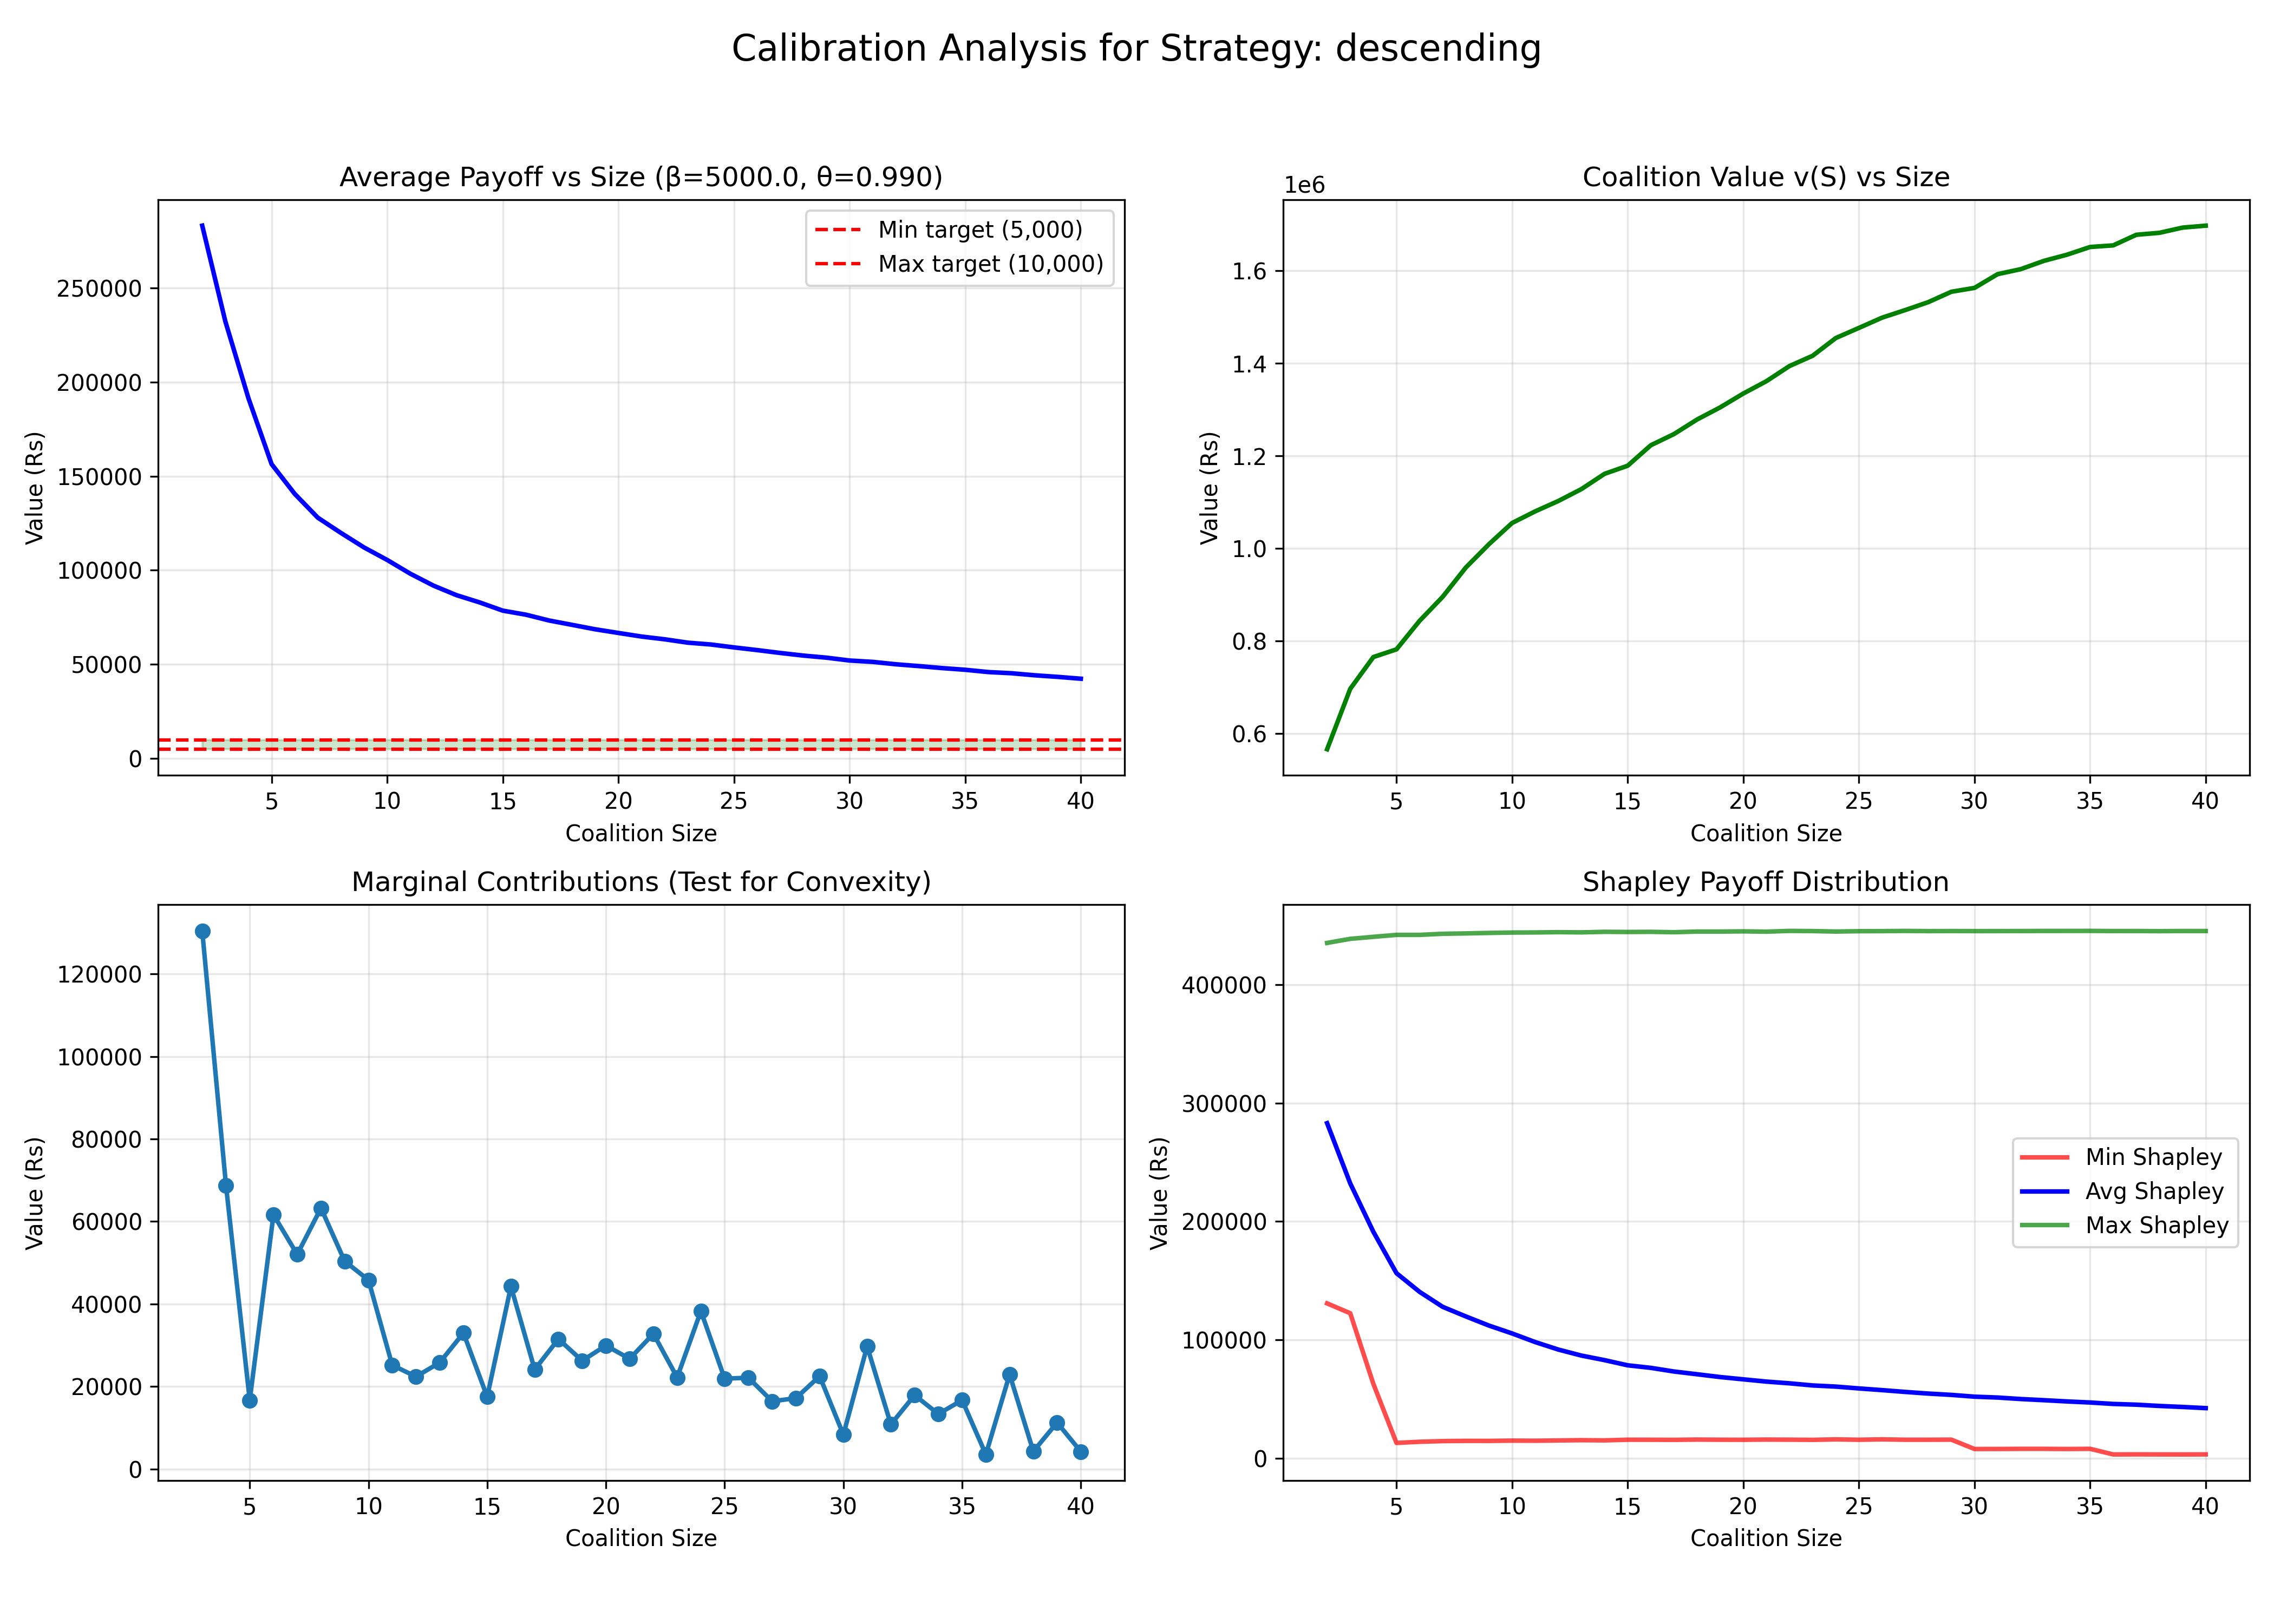 Calibration Analysis for Strategy: descending
Average Payoff vs Size (β=5000.0, θ=0.990)
Min target (5,000)
Max target (10,000)
250000
200000
150000
100000
50000
0
Value (Rs)
5 10 15 20 25 30 35 40
Coalition Size
Coalition Value v(S) vs Size
1e6
1.6
1.4
1.2
1.0
0.8
0.6
Value (Rs)
5 10 15 20 25 30 35 40
Coalition Size
Marginal Contributions (Test for Convexity)
120000
100000
80000
60000
40000
20000
0
Value (Rs)
5 10 15 20 25 30 35 40
Coalition Size
Shapley Payoff Distribution
400000
300000
200000
100000
0
Value (Rs)
Min Shapley
Avg Shapley
Max Shapley
5 10 15 20 25 30 35 40
Coalition Size